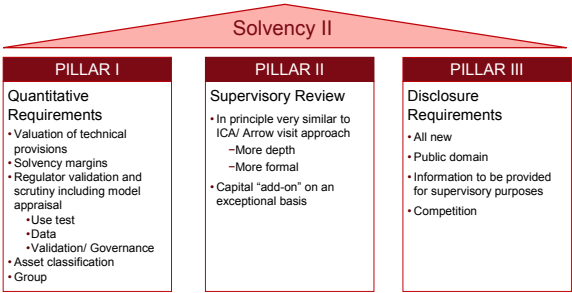 Solvency II
PILLAR I
Quantitative
Requirements
•Valuation of technical
provisions
•Solvency margins
•Regulator validation and
scrutiny including model
appraisal
•Use test
•Data
•Validation/ Governance
•Asset classification
•Group
PILLAR II
Supervisory Review
•In principle very similar to
ICA/ Arrow visit approach
−More depth
−More formal
•Capital “add-on” on an
exceptional basis
PILLAR III
Disclosure
Requirements
•All new
•Public domain
•Information to be provided
for supervisory purposes
•Competition